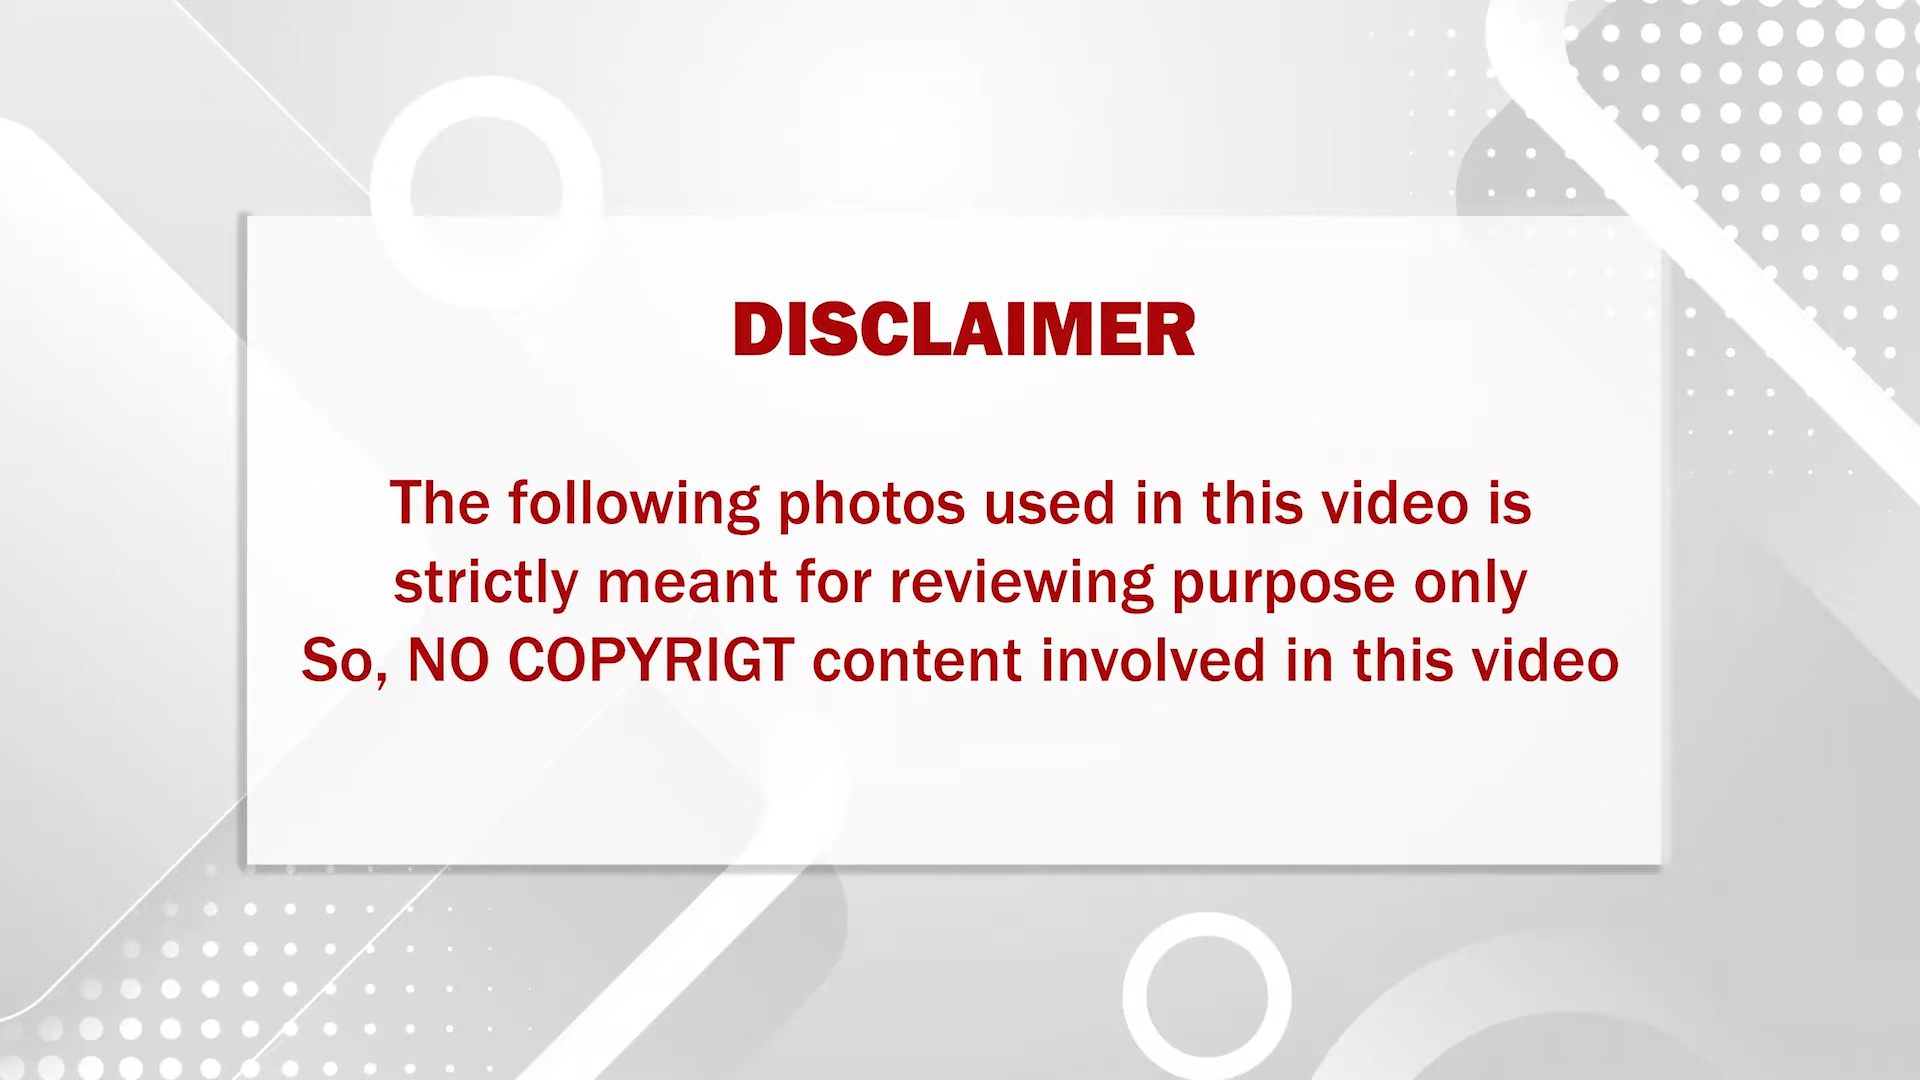 DISCLAIMER
The following photos used in this video is
strictly meant for reviewing purpose only
So, NO COPYRIGT content involved in this video